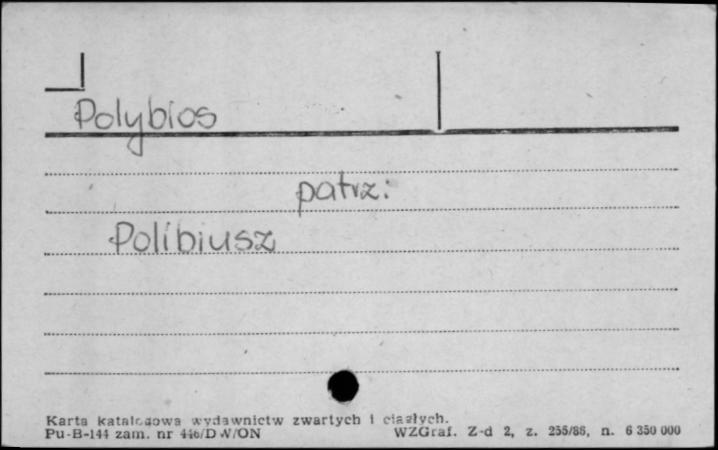 Polybios
patrz:
Polibiusz
Karta katalogowa wydawnictw zwartych i ciągłych.
Pu-B-144 zam. nr 446/DW/ON WZGraf. Z-d 2, z. 255/86, n. 6 350 000